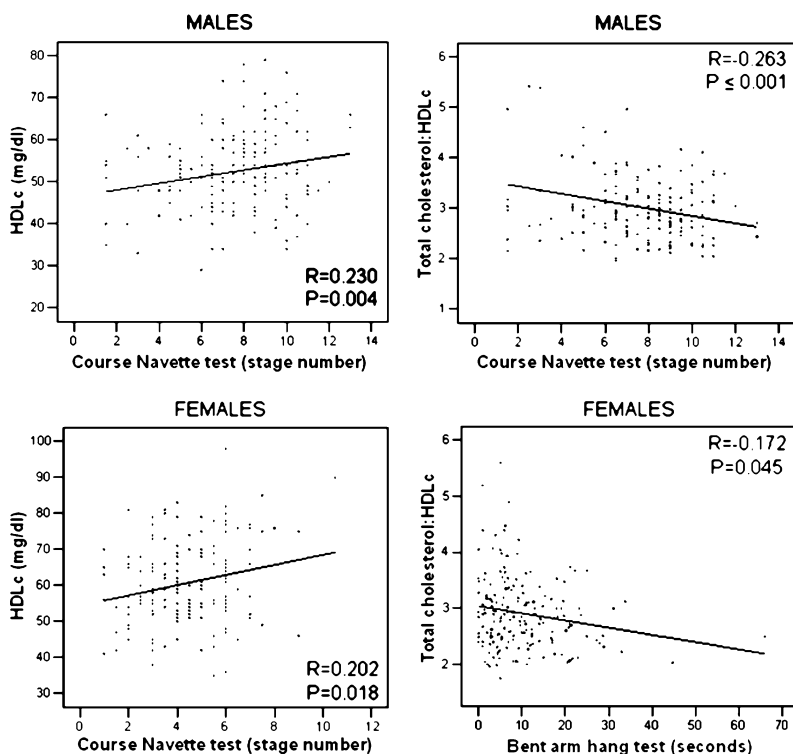 MALES
80
70
60
50
40
30
20
HDLc (mg/dl)
R=0.230
P=0.004
0 2 4 6 8 10 12 14
Course Navette test (stage number)
MALES
6
5
4
3
2
1
Total cholesterol:HDLc
R=-0.263
P ≤ 0.001
0 2 4 6 8 10 12 14
Course Navette test (stage number)
FEMALES
100
90
80
70
60
50
40
30
HDLc (mg/dl)
R=0.202
P=0.018
0 2 4 6 8 10 12
Course Navette test (stage number)
FEMALES
6
5
4
3
2
Total cholesterol:HDLc
R=-0.172
P=0.045
0 10 20 30 40 50 60 70
Bent arm hang test (seconds)